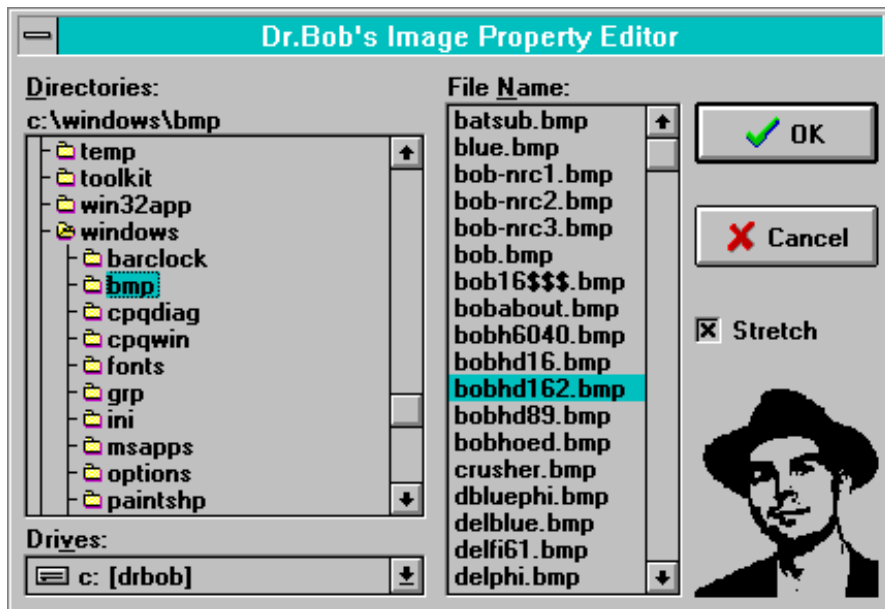 Dr.Bob's Image Property Editor
Directories:
c:\windows\bmp
temp
toolkit
win32app
windows
barclock
bmp
cpqdiag
cpqwin
fonts
grp
ini
msapps
options
paintshp
Drives:
c: [drbob]
File Name:
batsub.bmp
blue.bmp
bob-nrc1.bmp
bob-nrc2.bmp
bob-nrc3.bmp
bob.bmp
bob16$$$.bmp
bobabout.bmp
bobh6040.bmp
bobhd16.bmp
bobhd162.bmp
bobhd89.bmp
bobhoed.bmp
crusher.bmp
dbluephi.bmp
delblue.bmp
delfi61.bmp
delphi.bmp
OK
Cancel
Stretch